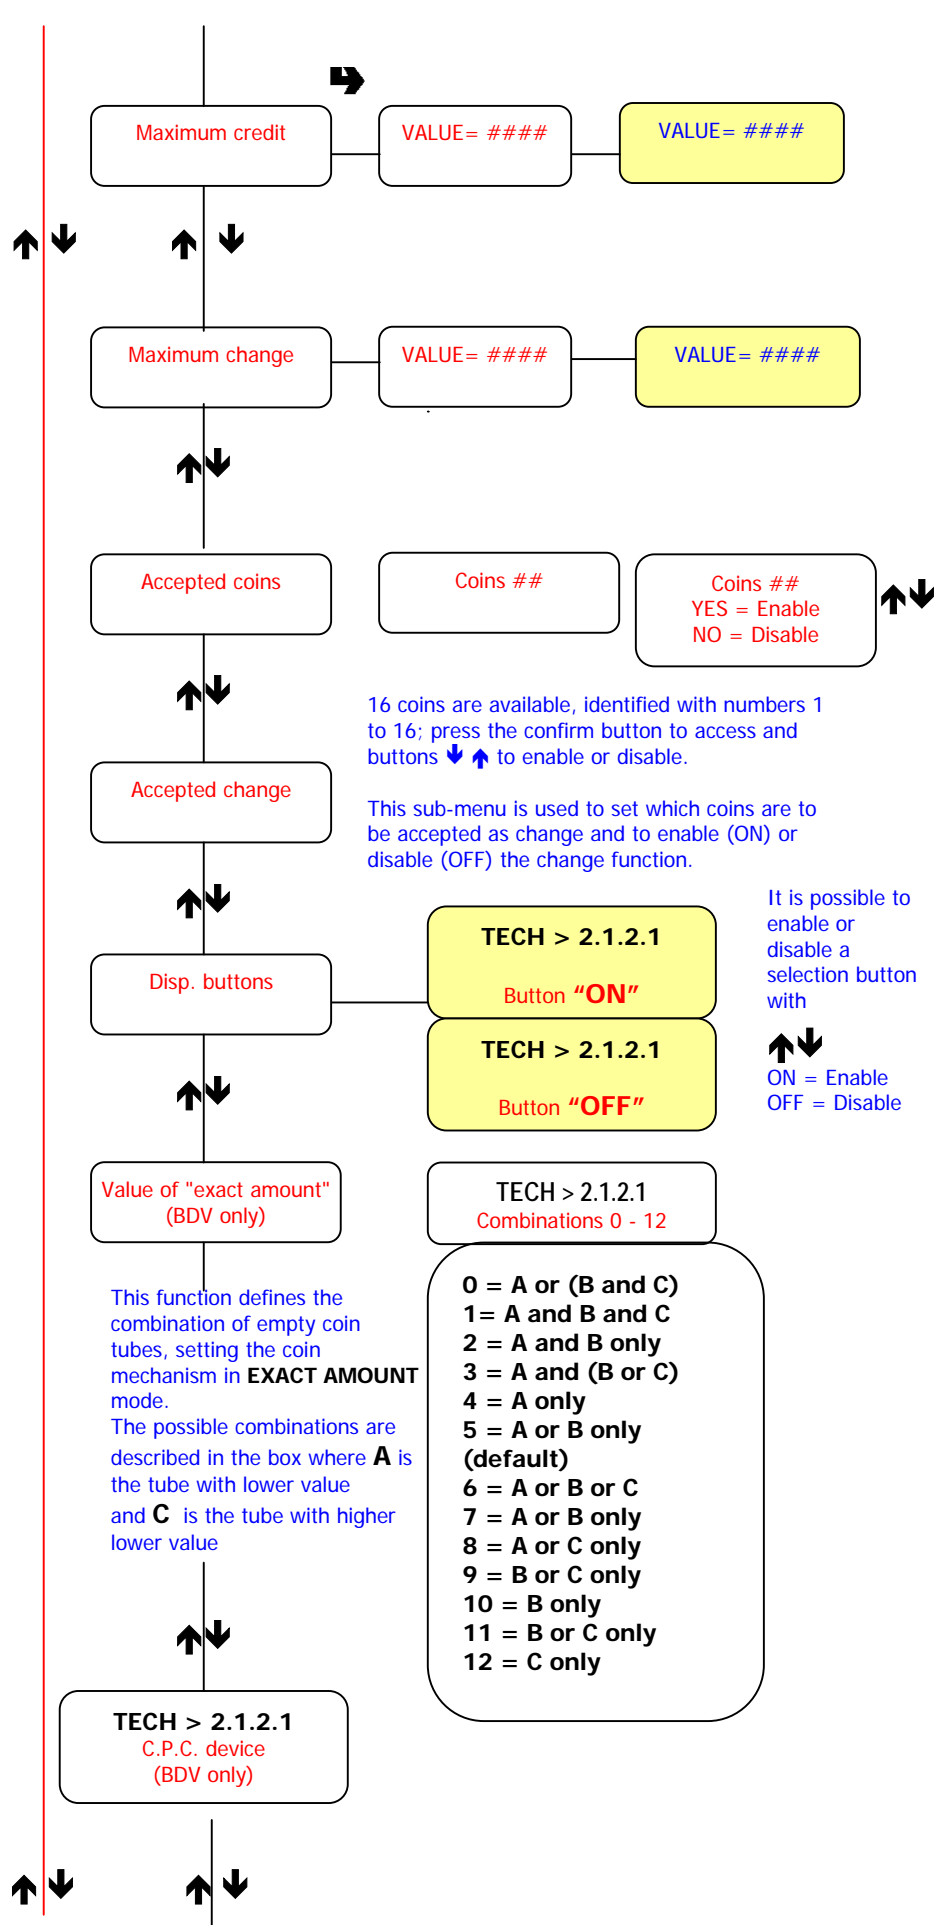 Maximum credit
VALUE= ####
VALUE= ####
Maximum change
VALUE= ####
VALUE= ####
Accepted coins
Coins ##
Coins ##
YES = Enable
NO = Disable
16 coins are available, identified with numbers 1
to 16; press the confirm button to access and
buttons 🡻 🡹 to enable or disable.
Accepted change
This sub-menu is used to set which coins are to
be accepted as change and to enable (ON) or
disable (OFF) the change function.
Disp. buttons
TECH > 2.1.2.1
Button “ON”
TECH > 2.1.2.1
Button “OFF”
It is possible to
enable or
disable a
selection button
with
ON = Enable
OFF = Disable
Value of "exact amount"
(BDV only)
TECH > 2.1.2.1
Combinations 0 - 12
This function defines the
combination of empty coin
tubes, setting the coin
mechanism in EXACT AMOUNT
mode.
The possible combinations are
described in the box where A is
the tube with lower value
and C is the tube with higher
lower value
0 = A or (B and C)
1= A and B and C
2 = A and B only
3 = A and (B or C)
4 = A only
5 = A or B only
(default)
6 = A or B or C
7 = A or B only
8 = A or C only
9 = B or C only
10 = B only
11 = B or C only
12 = C only
TECH > 2.1.2.1
C.P.C. device
(BDV only)